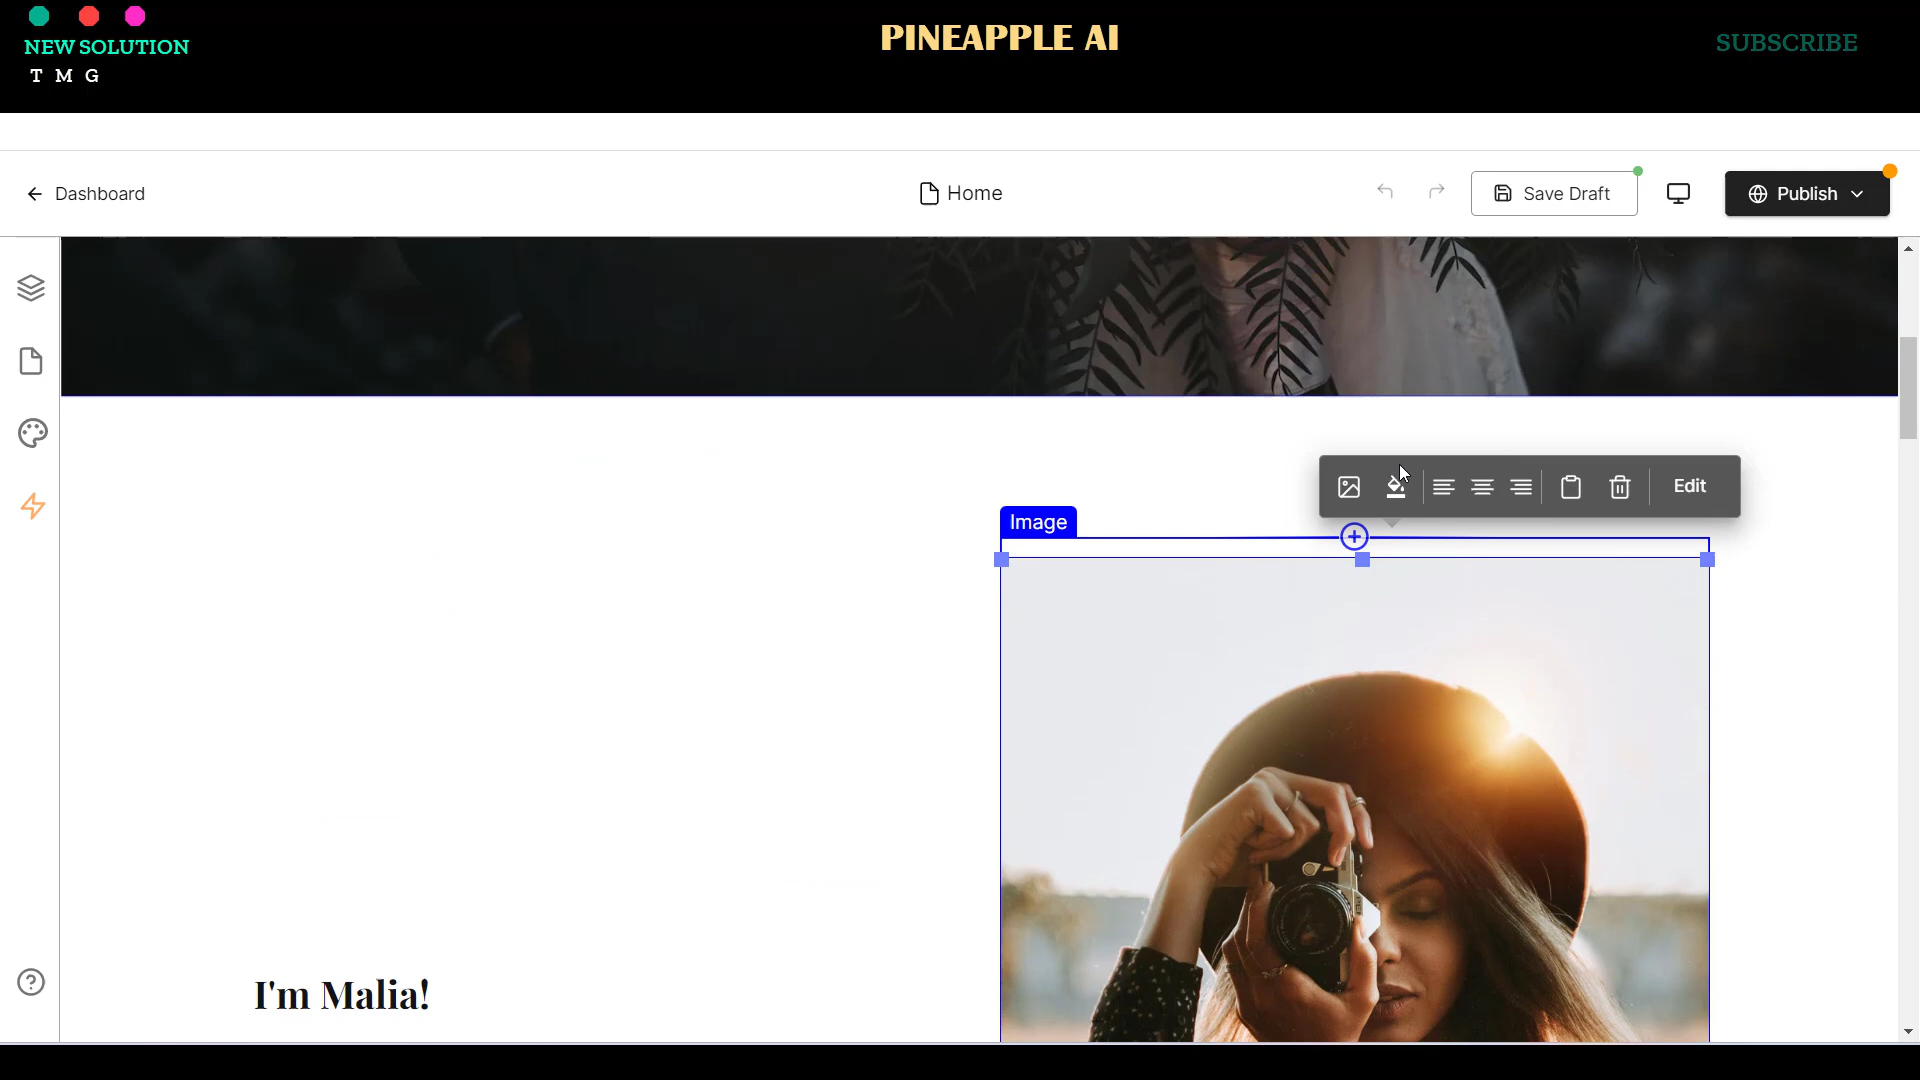 NEW SOLUTION
T M G
PINEAPPLE AI
SUBSCRIBE
Dashboard
Home
Save Draft
Publish
Edit
Image
I'm Malia!